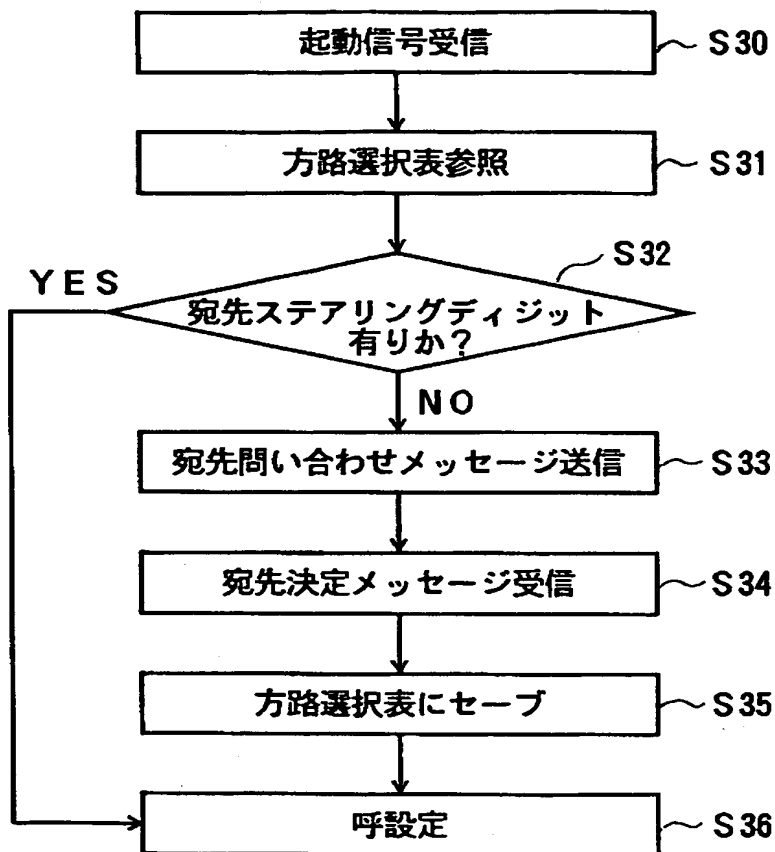 起動信号受信
S30
方路選択表参照
S31
S32
YES
宛先ステアリングディジット
有りか?
NO
宛先問い合わせメッセージ送信
S33
宛先決定メッセージ受信
S34
方路選択表にセーブ
S35
呼設定
S36